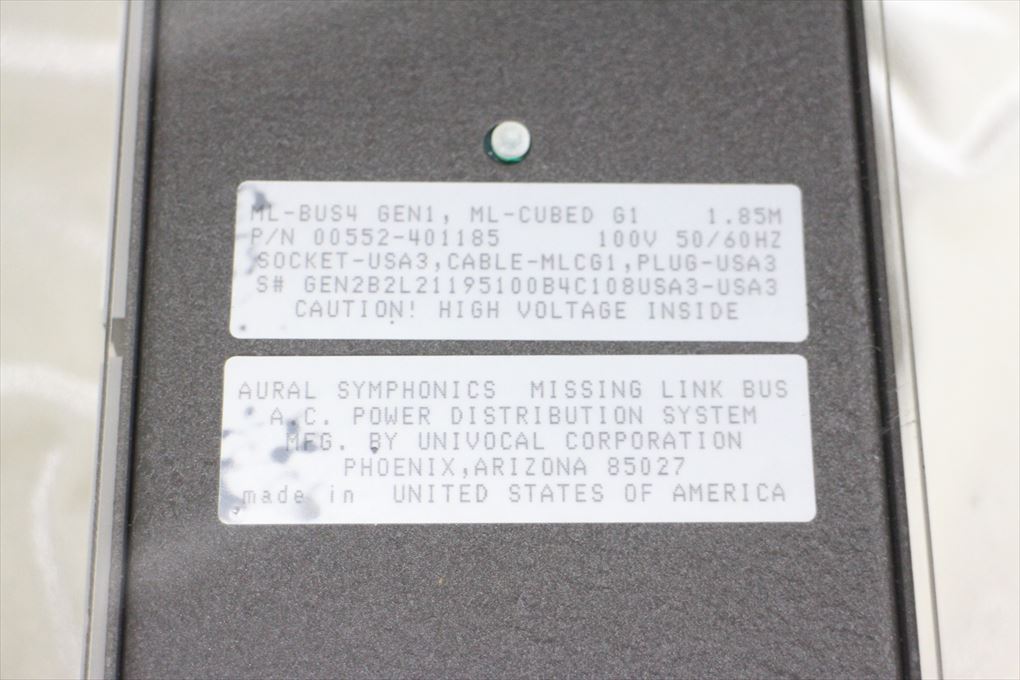 ML-BUS4 GEN1, ML-CUBED G1 1.85M
P/N 00552-401185 100V 50/60HZ
SOCKET-USA3,CABLE-MLCG1,PLUG-USA3
S# GEN2B2L21195100B4C108USA3-USA3
CAUTION! HIGH VOLTAGE INSIDE
AURAL SYMPHONICS MISSING LINK BUS
A.C. POWER DISTRIBUTION SYSTEM
MFG. BY UNIVOCAL CORPORATION
PHOENIX,ARIZONA 85027
made in UNITED STATES OF AMERICA